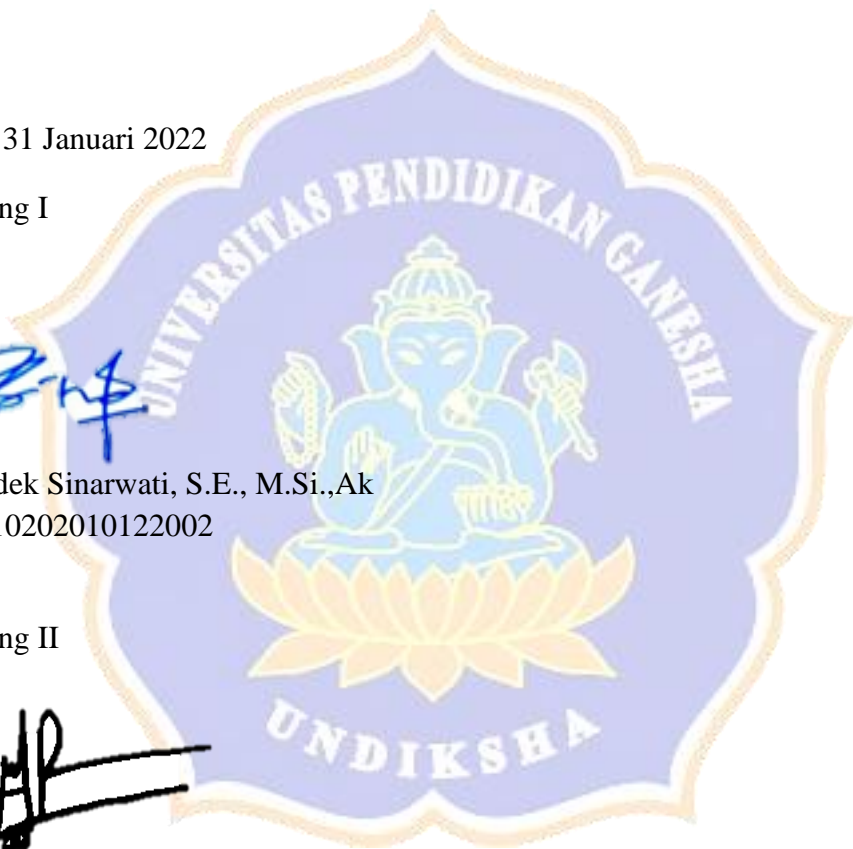 31 Januari 2022
ng I
dek Sinarwati, S.E., M.Si.,Ak
10202010122002
ng II
UNIVERSITAS PENDIDIKAN GANESHA
UNDIKSHA